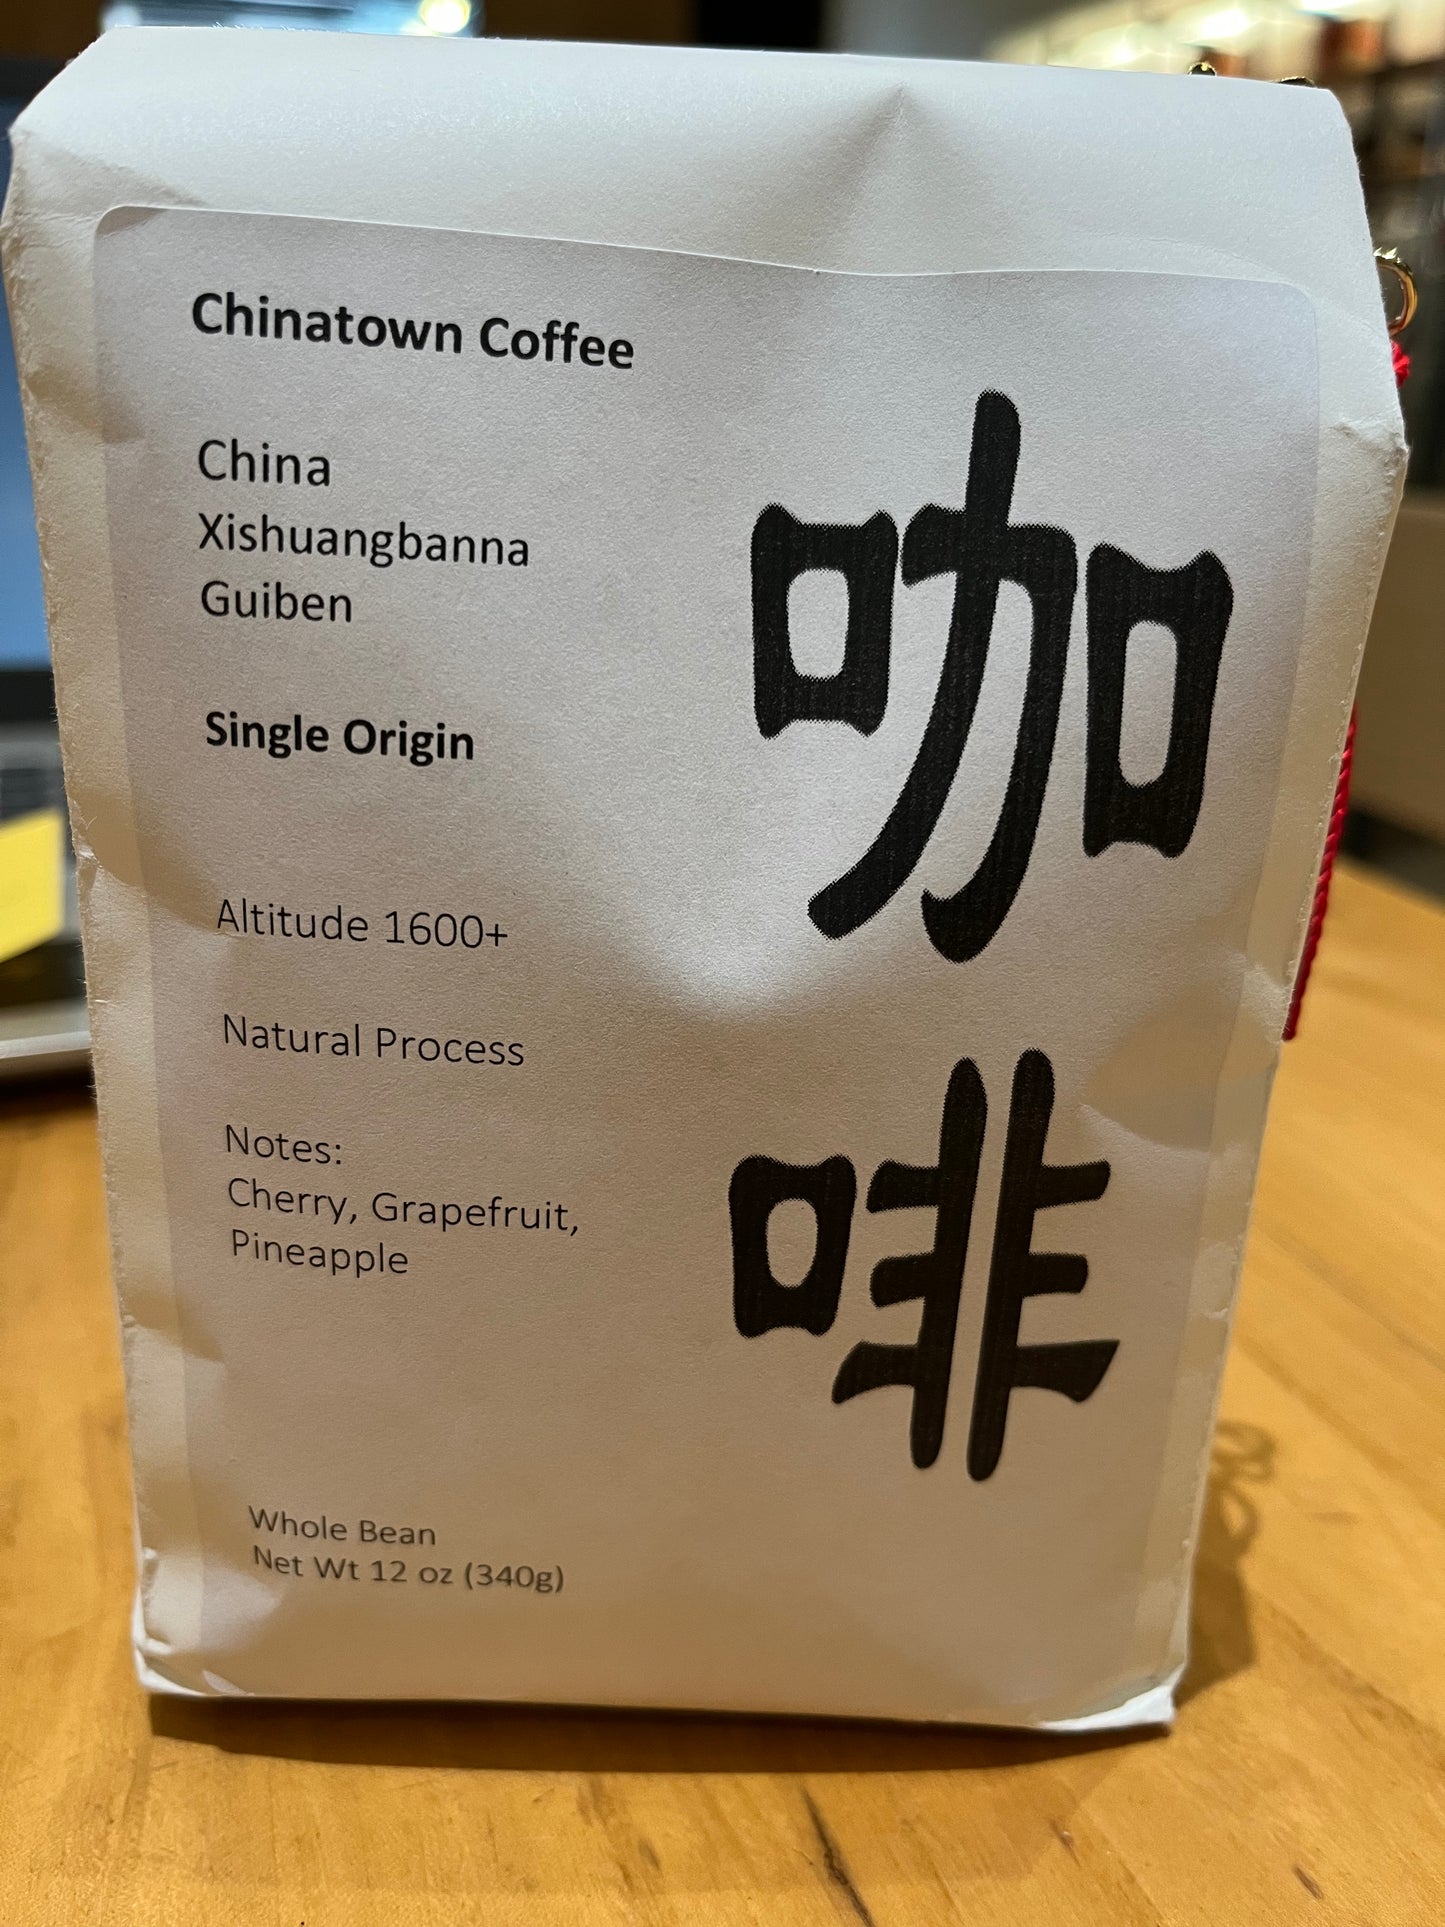 Chinatown Coffee
China
Xishuangbanna
Guiben
Single Origin
Altitude 1600+
Natural Process
Notes:
Cherry, Grapefruit,
Pineapple
Whole Bean
Net Wt 12 oz (340g)
咖
啡